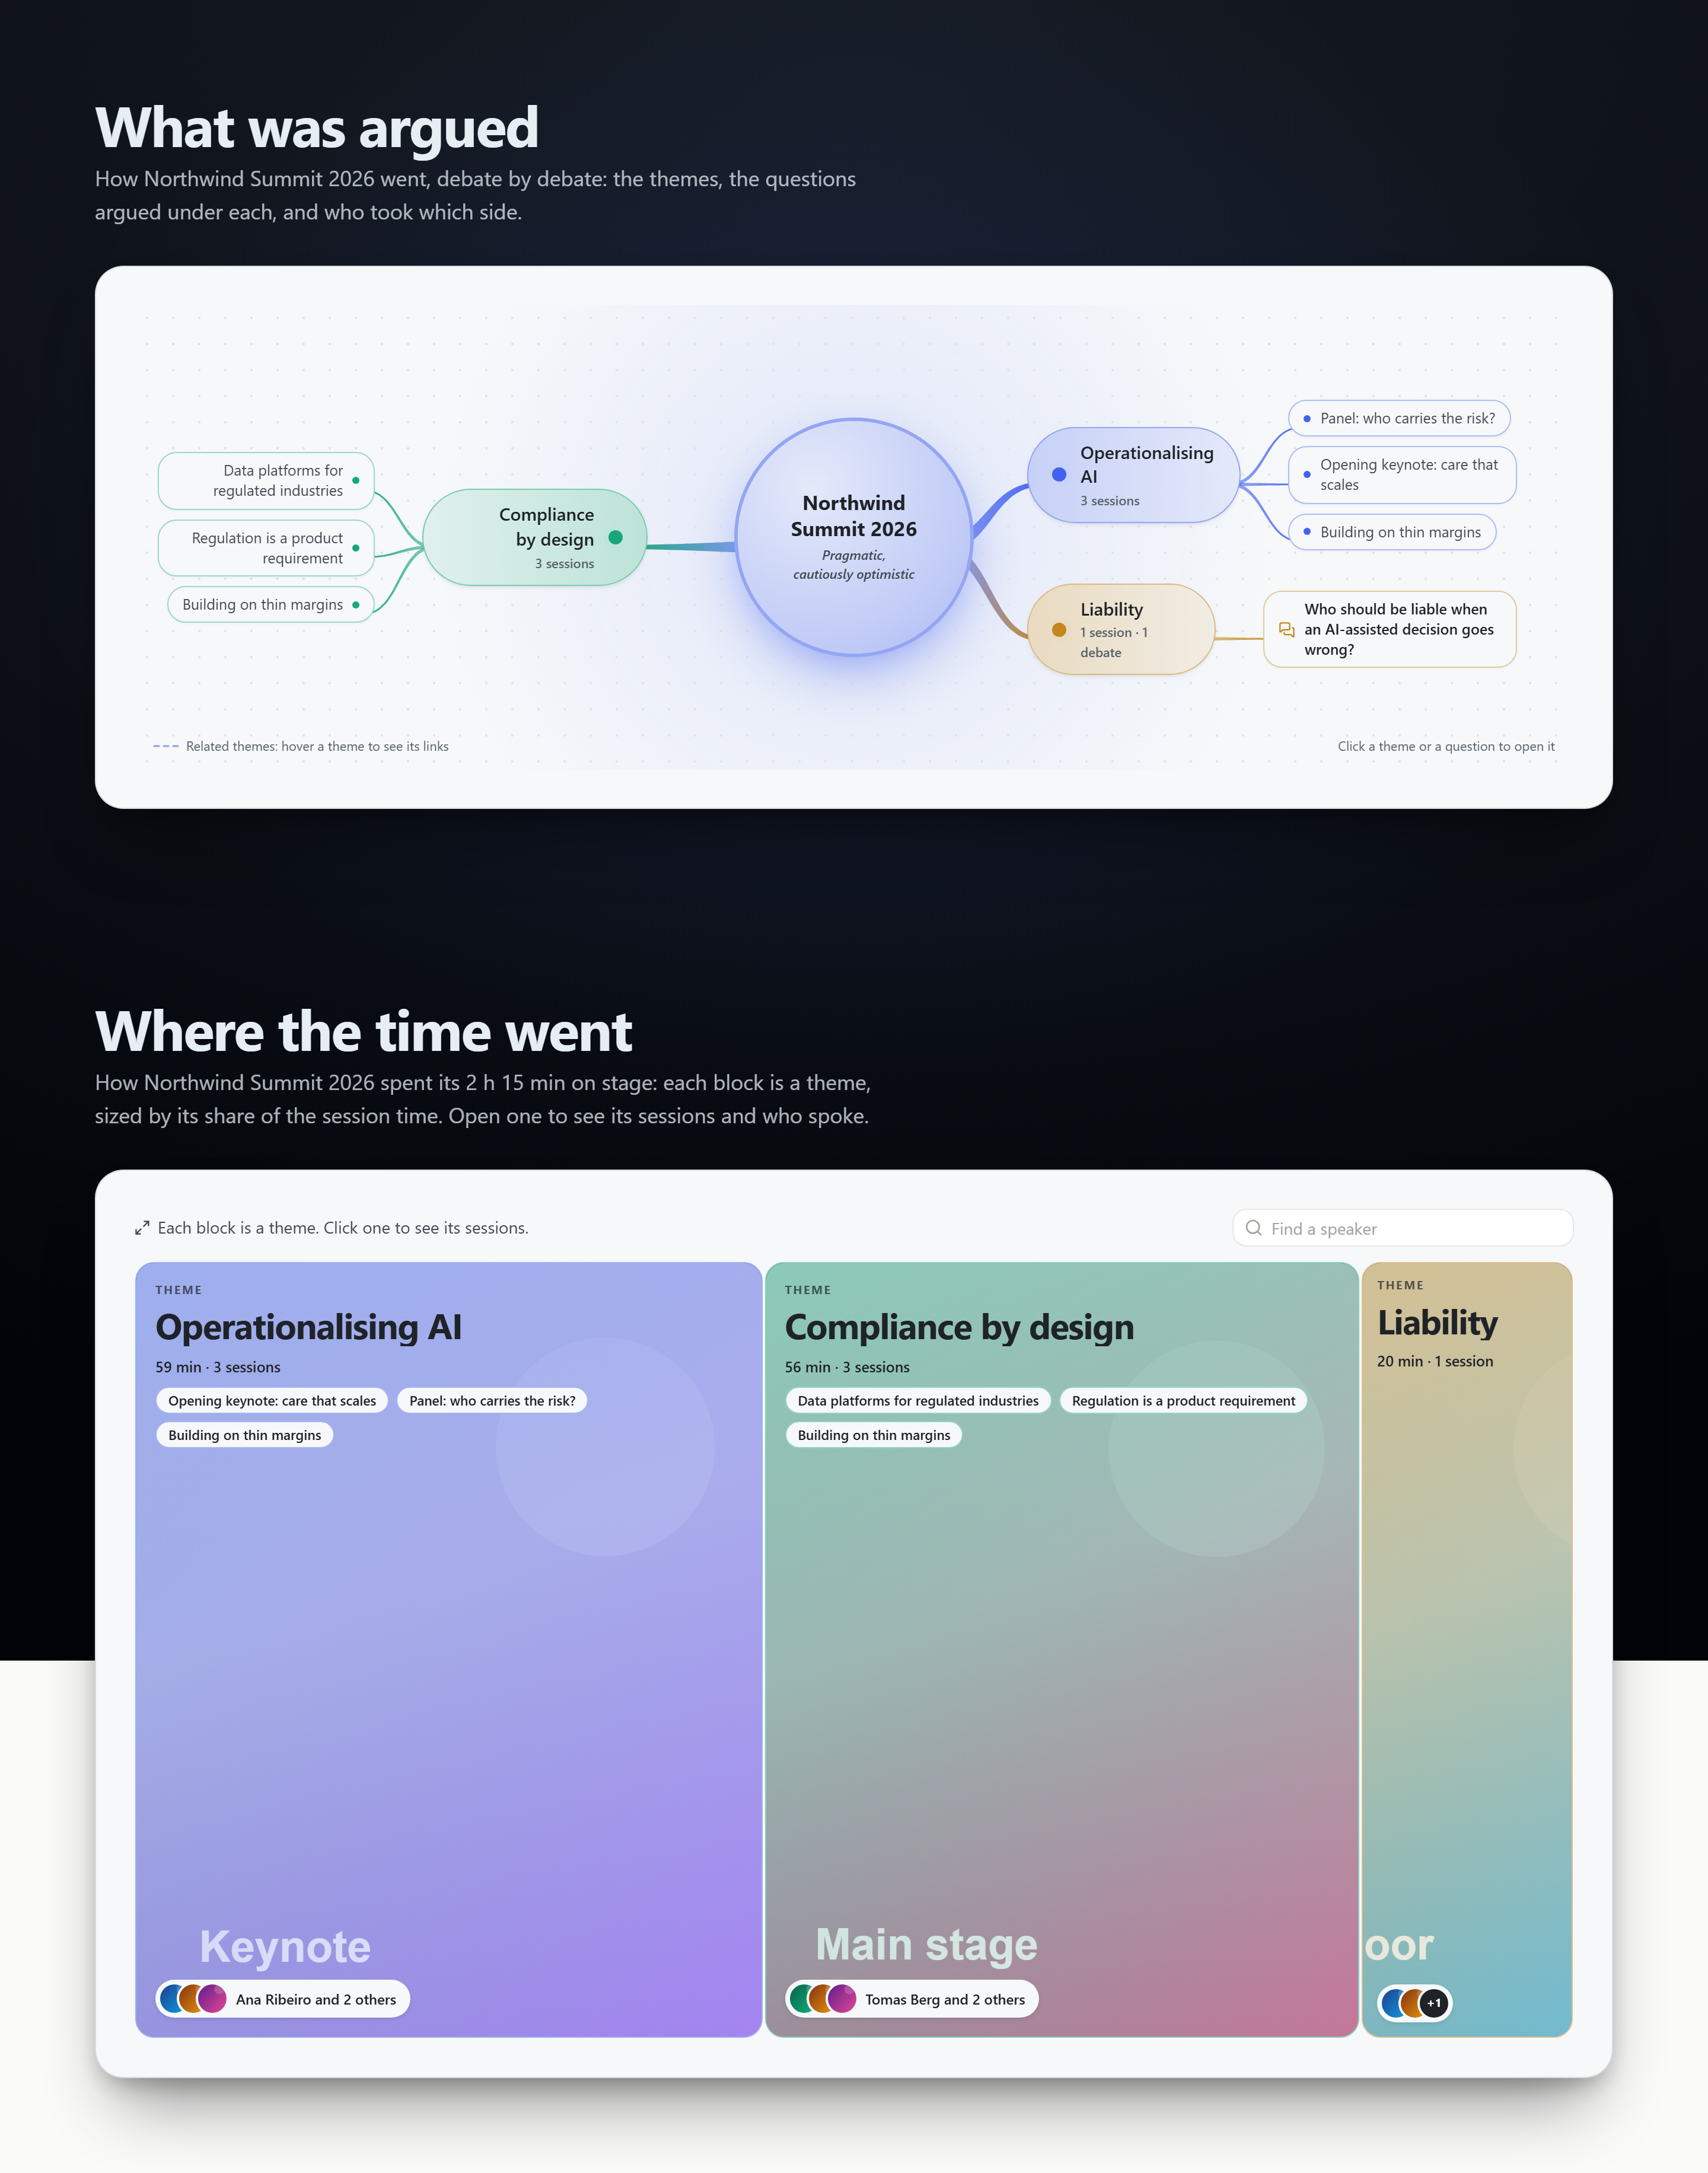 What was argued
How Northwind Summit 2026 went, debate by debate: the themes, the questions
argued under each, and who took which side.
Data platforms for
regulated industries
Regulation is a product
requirement
Building on thin margins
Compliance
by design
3 sessions
Northwind
Summit 2026
Pragmatic,
cautiously optimistic
Operationalising
AI
3 sessions
Panel: who carries the risk?
Opening keynote: care that
scales
Building on thin margins
Liability
1 session · 1
debate
Who should be liable when
an AI-assisted decision goes
wrong?
Related themes: hover a theme to see its links
Click a theme or a question to open it
Where the time went
How Northwind Summit 2026 spent its 2 h 15 min on stage: each block is a theme,
sized by its share of the session time. Open one to see its sessions and who spoke.
Each block is a theme. Click one to see its sessions.
Find a speaker
THEME
Operationalising AI
59 min · 3 sessions
Opening keynote: care that scales
Panel: who carries the risk?
Building on thin margins
Keynote
Ana Ribeiro and 2 others
THEME
Compliance by design
56 min · 3 sessions
Data platforms for regulated industries
Regulation is a product requirement
Building on thin margins
Main stage
Tomas Berg and 2 others
THEME
Liability
20 min · 1 session
oor
+1